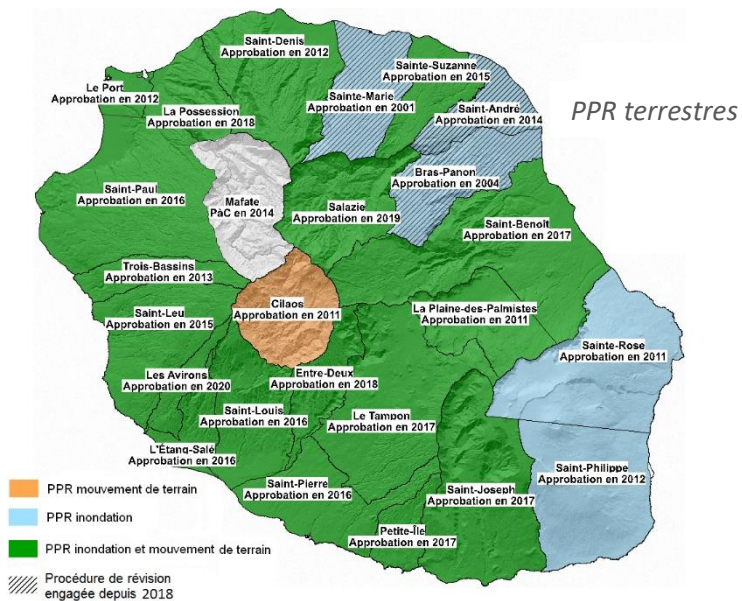 Saint-Denis
Approbation en 2012
Sainte-Suzanne
Approbation en 2015
Le Port
Approbation en 2012
Sainte-Marie
Approbation en 2001
Saint-André
Approbation en 2014
PPR terrestres
La Possession
Approbation en 2018
Bras-Panon
Approbation en 2004
Saint-Paul
Approbation en 2016
Mafate
PàC en 2014
Salazie
Approbation en 2019
Saint-Benoît
Approbation en 2017
Trois-Bassins
Approbation en 2013
Cilaos
Approbation en 2011
La Plaine-des-Palmistes
Approbation en 2011
Saint-Leu
Approbation en 2015
Sainte-Rose
Approbation en 2011
Les Avirons
Approbation en 2020
Entre-Deux
Approbation en 2018
Saint-Louis
Approbation en 2016
Le Tampon
Approbation en 2017
L'Étang-Salé
Approbation en 2016
Saint-Philippe
Approbation en 2012
Saint-Pierre
Approbation en 2016
Saint-Joseph
Approbation en 2017
Petite-Île
Approbation en 2017
PPR mouvement de terrain
PPR inondation
PPR inondation et mouvement de terrain
Procédure de révision
engagée depuis 2018